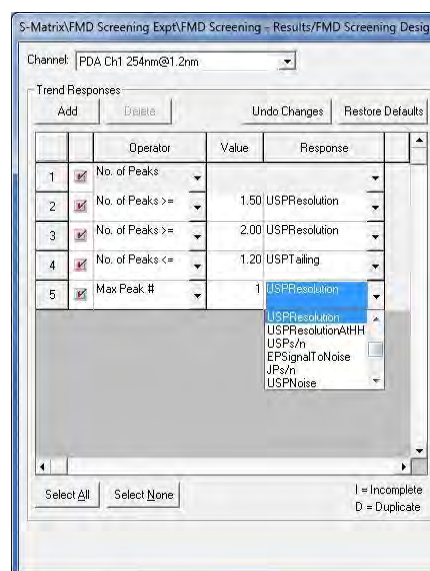 S-Matrix\FMD Screening Expt\FMD Screening - Results/FMD Screening Desig
Channel: PDA Ch1 254nm@1.2nm
Trend Responses
Add Delete Undo Changes Restore Defaults
Operator Value Response
1 No. of Peaks
2 No. of Peaks >= 1.50 USPResolution
3 No. of Peaks >= 2.00 USPResolution
4 No. of Peaks <= 1.20 USPTailing
5 Max Peak # 1 USPResolution
USPResolution
USPResolutionAtHH
USPs/n
EPSignalToNoise
JPs/n
USPNoise
Select All Select None
I = Incomplete
D = Duplicate